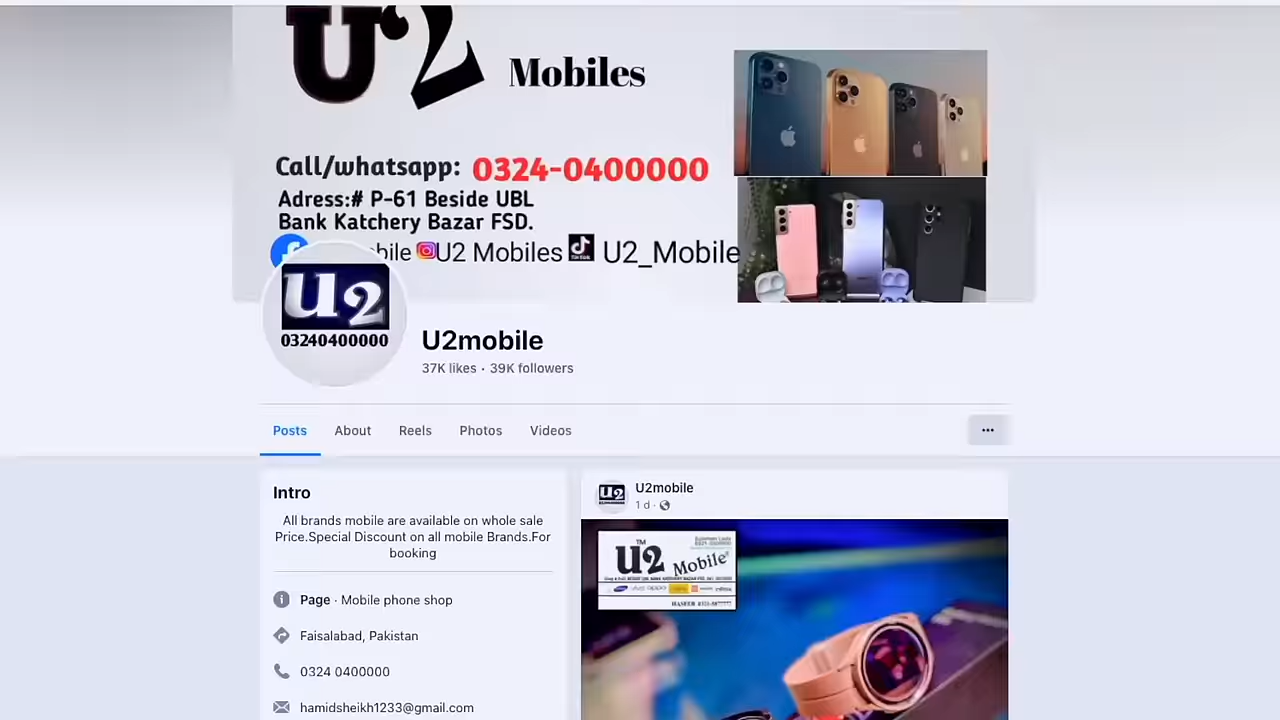 U2 Mobiles
Call/whatsapp: 0324-0400000
Adress:# P-61 Beside UBL
Bank Katchery Bazar FSD.
U2 Mobiles U2_Mobile
U2
03240400000
U2mobile
37K likes · 39K followers
Posts About Reels Photos Videos
Intro
All brands mobile are available on whole sale
Price.Special Discount on all mobile Brands.For
booking
Page · Mobile phone shop
Faisalabad, Pakistan
0324 0400000
hamidsheikh1233@gmail.com
U2
U2mobile
1 d
TM
U2 Mobile